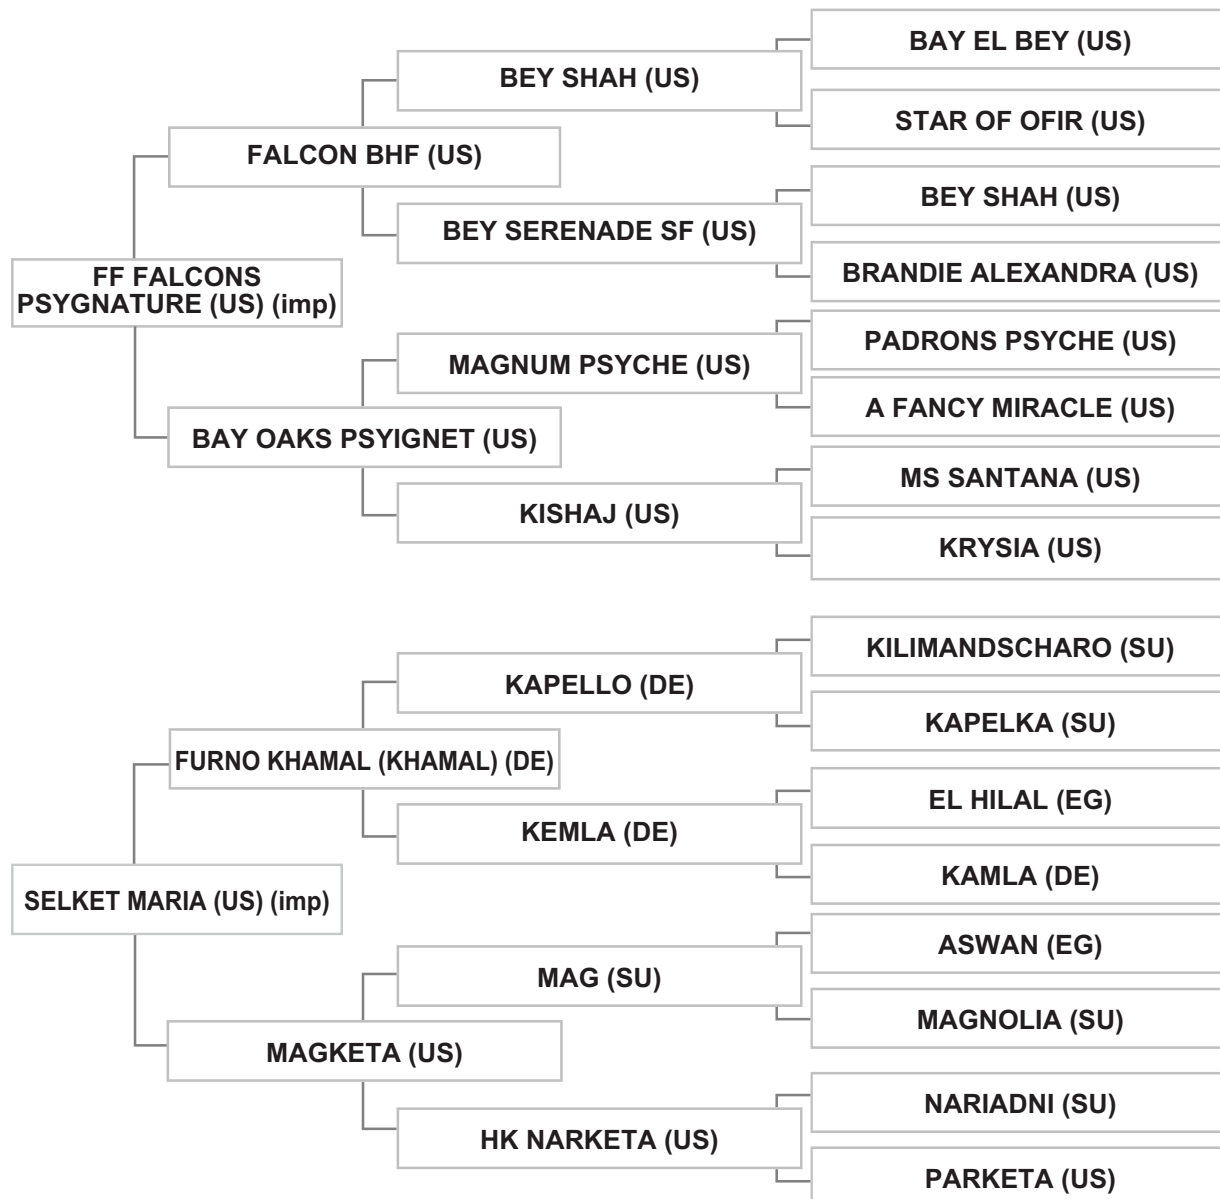 BAY EL BEY (US)
BEY SHAH (US)
STAR OF OFIR (US)
FALCON BHF (US)
BEY SHAH (US)
BEY SERENADE SF (US)
BRANDIE ALEXANDRA (US)
FF FALCONS
PSYGNATURE (US) (imp)
PADRONS PSYCHE (US)
MAGNUM PSYCHE (US)
A FANCY MIRACLE (US)
BAY OAKS PSYIGNET (US)
MS SANTANA (US)
KISHAJ (US)
KRYSIA (US)
KILIMANDSCHARO (SU)
KAPELLO (DE)
KAPELKA (SU)
FURNO KHAMAL (KHAMAL) (DE)
EL HILAL (EG)
KEMLA (DE)
KAMLA (DE)
SELKET MARIA (US) (imp)
ASWAN (EG)
MAG (SU)
MAGNOLIA (SU)
MAGKETA (US)
NARIADNI (SU)
HK NARKETA (US)
PARKETA (US)